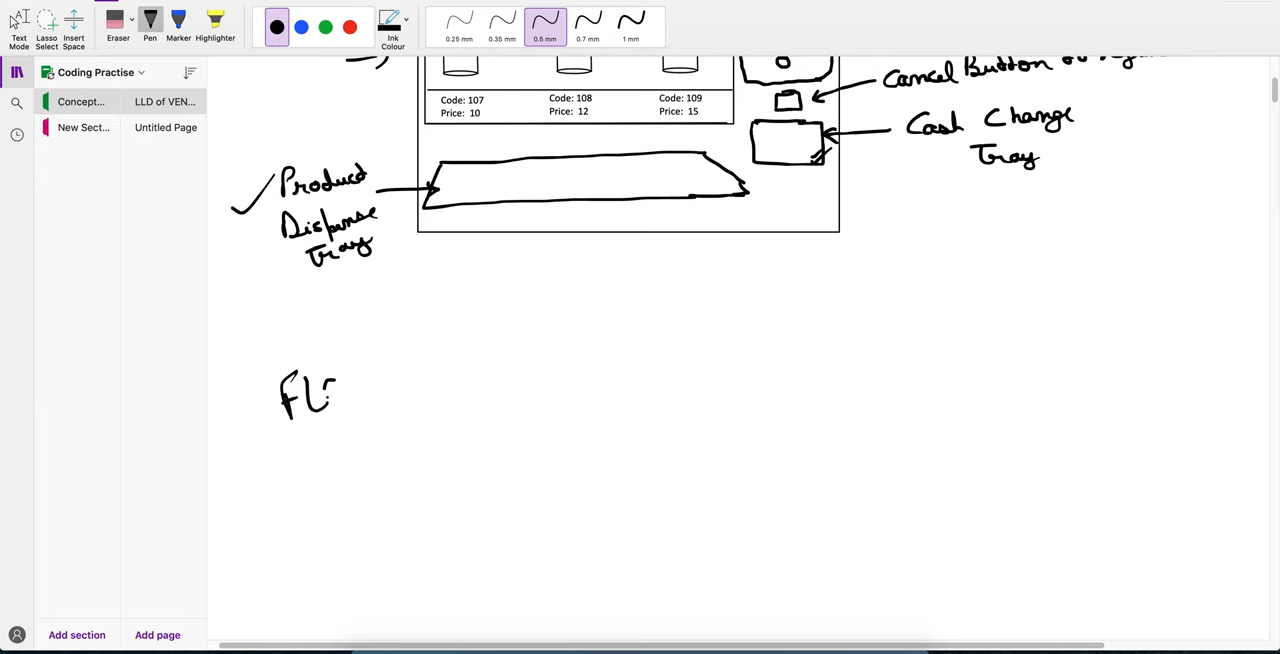 Text Mode
Lasso Select
Insert Space
Eraser
Pen
Marker
Highlighter
Ink Colour
0.25 mm
0.35 mm
0.5 mm
0.7 mm
1 mm
Coding Practise
Concept...
LLD of VEN...
New Sect...
Untitled Page
Cancel Button
Code: 107
Price: 10
Code: 108
Price: 12
Code: 109
Price: 15
Cash Change
Tray
Product
Dispense
Tray
Add section
Add page